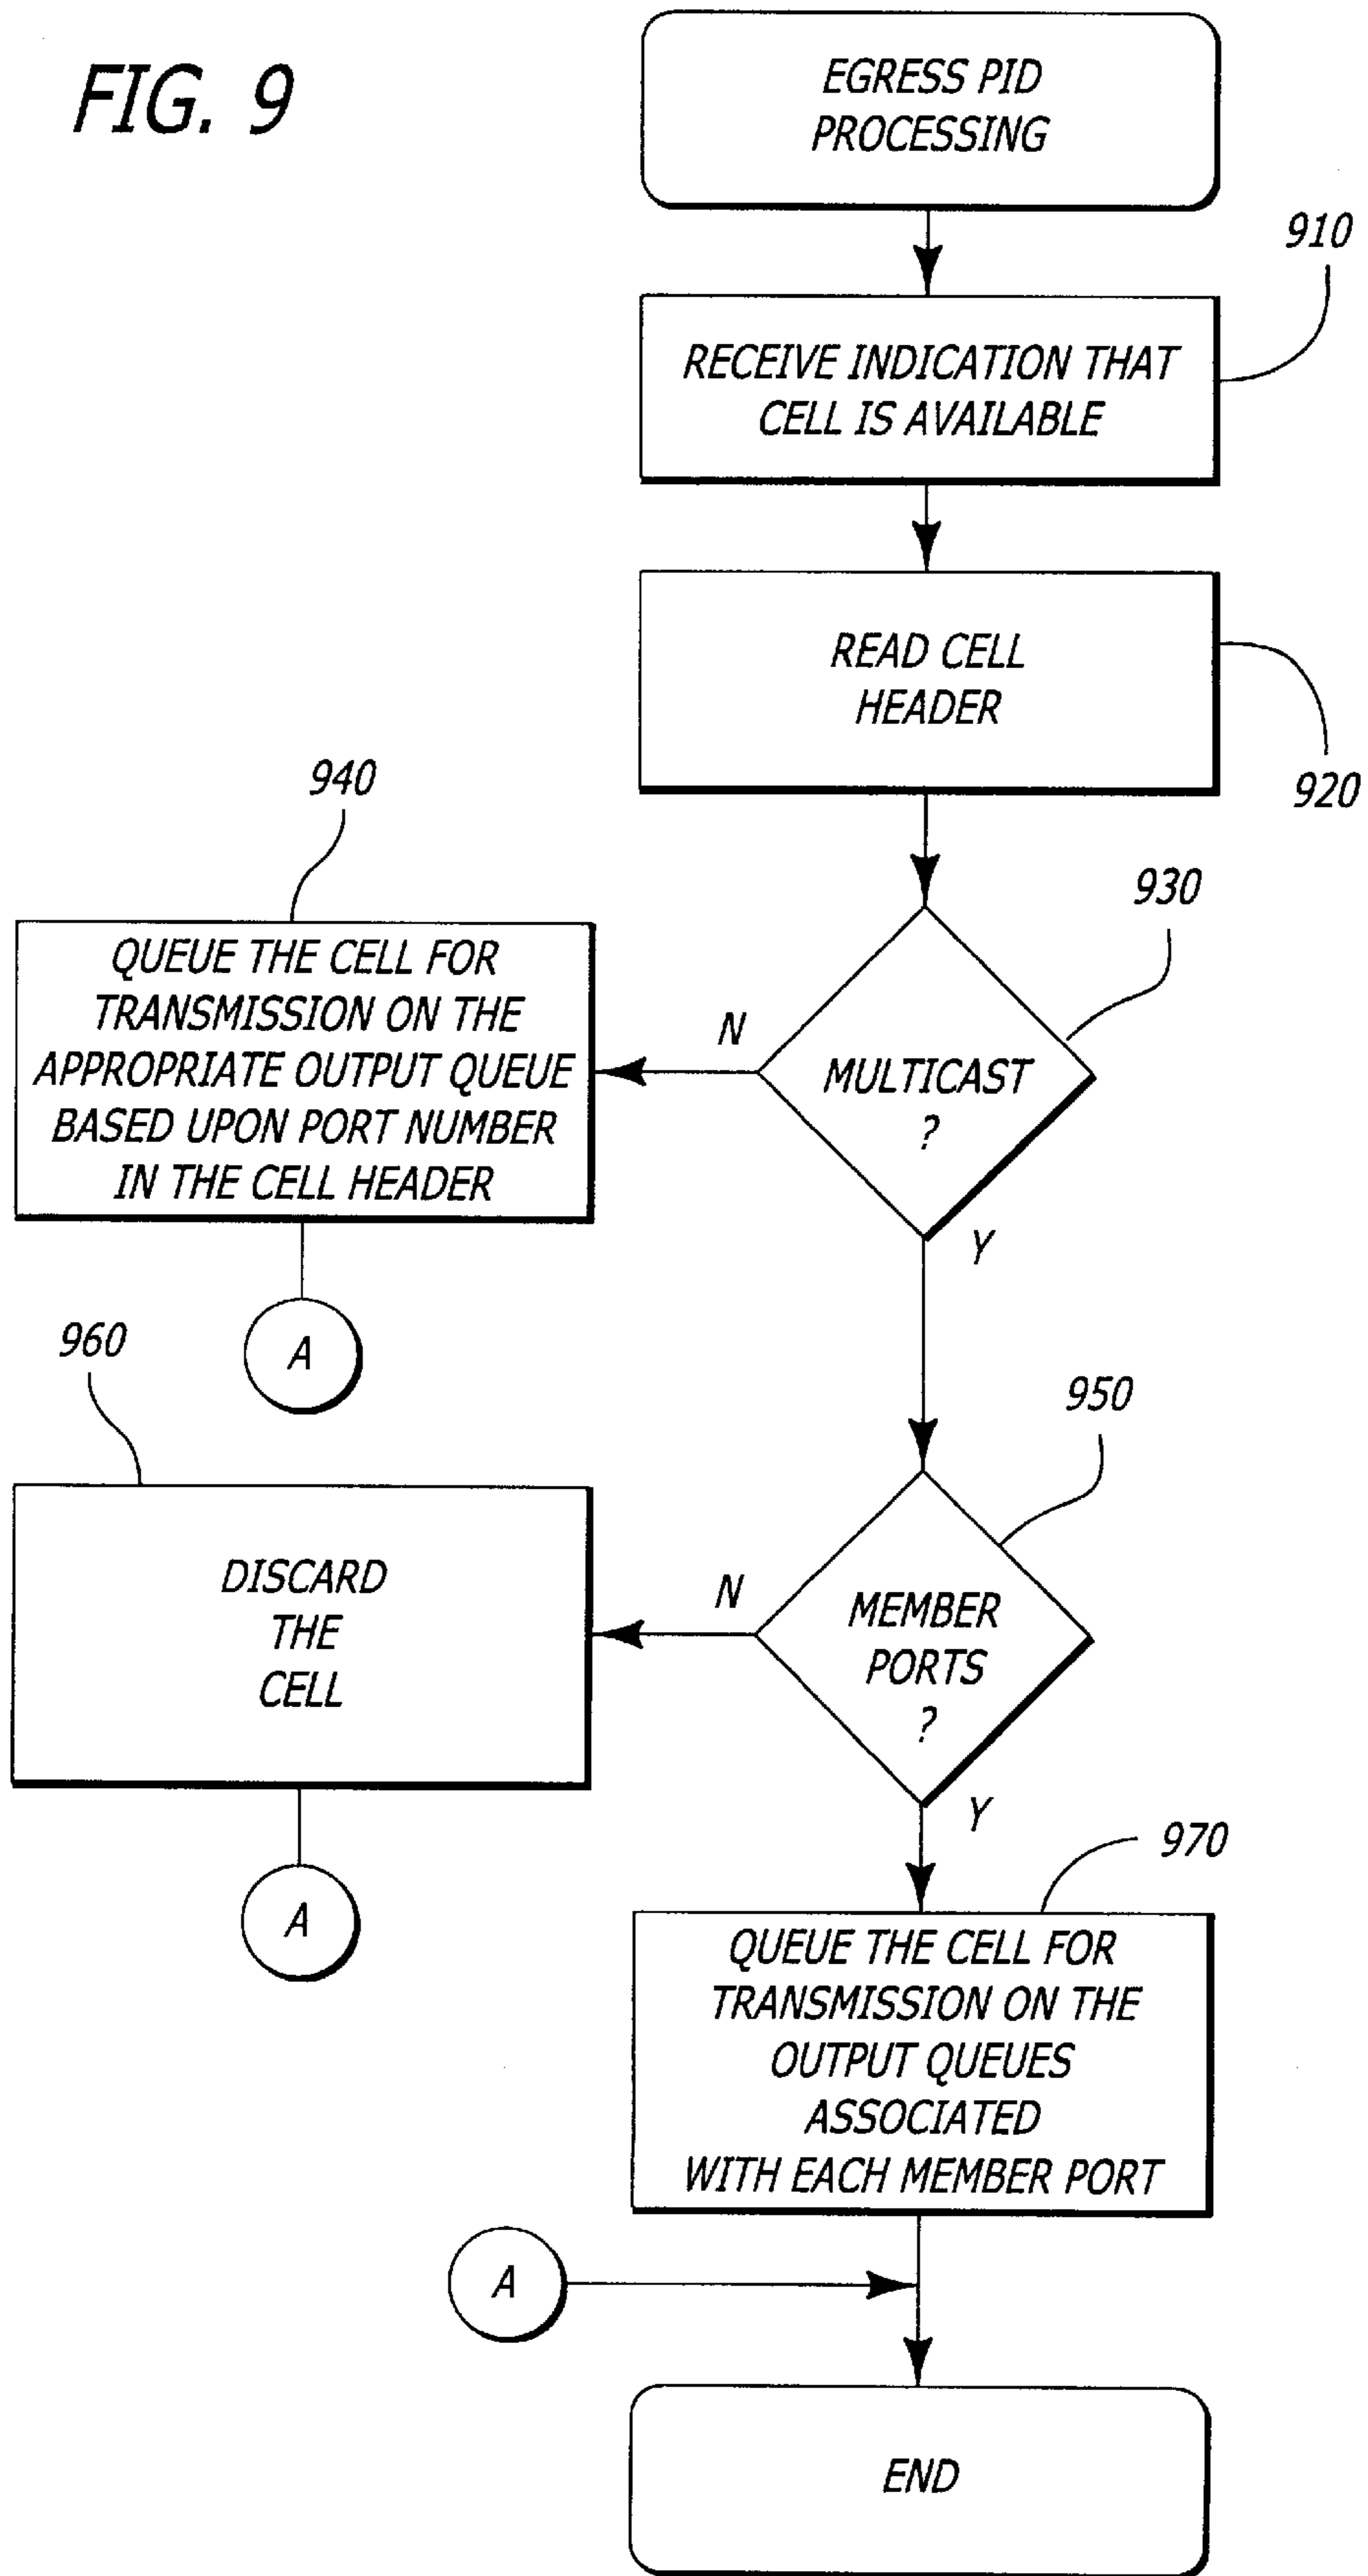 FIG. 9
EGRESS PID
PROCESSING
910
RECEIVE INDICATION THAT
CELL IS AVAILABLE
READ CELL
HEADER
920
940
930
QUEUE THE CELL FOR
TRANSMISSION ON THE
APPROPRIATE OUTPUT QUEUE
BASED UPON PORT NUMBER
IN THE CELL HEADER
N
MULTICAST
?
Y
A
960
950
DISCARD
THE
CELL
N
MEMBER
PORTS
?
Y
A
970
QUEUE THE CELL FOR
TRANSMISSION ON THE
OUTPUT QUEUES
ASSOCIATED
WITH EACH MEMBER PORT
A
END